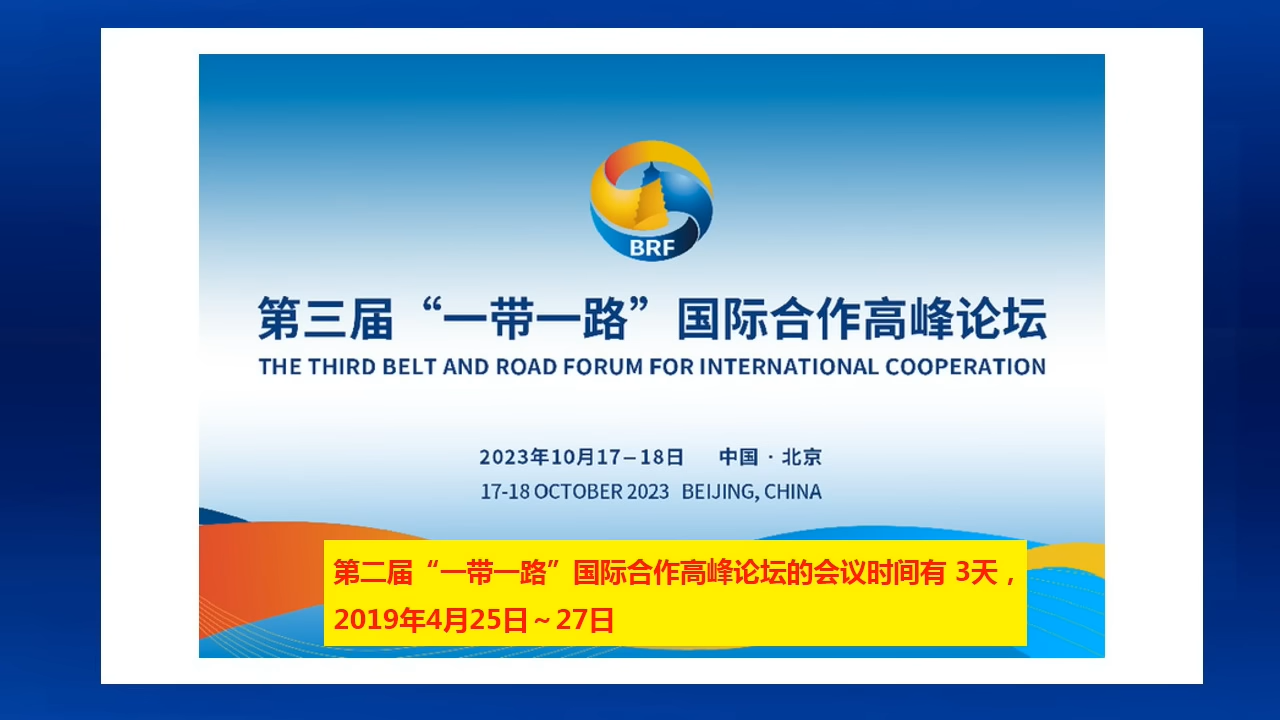 BRF
第三届“一带一路”国际合作高峰论坛
THE THIRD BELT AND ROAD FORUM FOR INTERNATIONAL COOPERATION
2023年10月17–18日 中国·北京
17-18 OCTOBER 2023 BEIJING, CHINA
第二届“一带一路”国际合作高峰论坛的会议时间有 3天，
2019年4月25日～27日